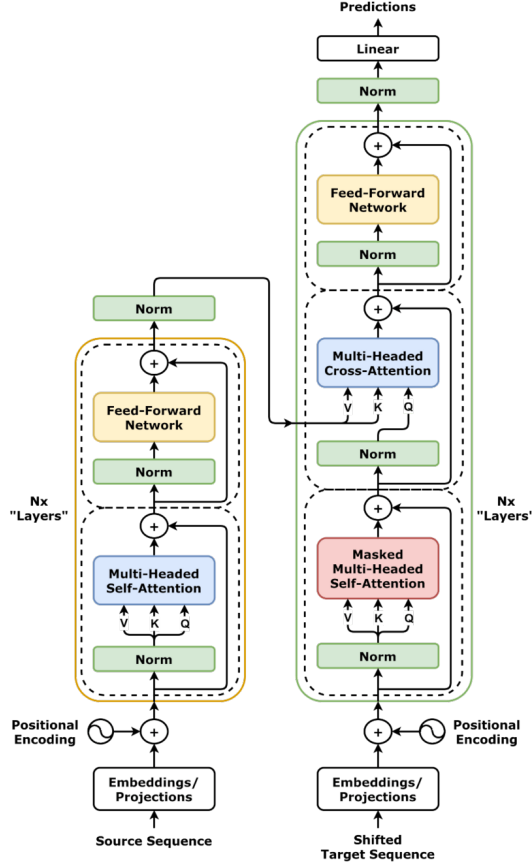 Predictions
Linear
Norm
Feed-Forward
Network
Norm
Multi-Headed
Cross-Attention
V K Q
Norm
Masked
Multi-Headed
Self-Attention
V K Q
Norm
Nx
"Layers"
Positional
Encoding
Embeddings/
Projections
Shifted
Target Sequence
Norm
Feed-Forward
Network
Norm
Multi-Headed
Self-Attention
V K Q
Norm
Nx
"Layers"
Positional
Encoding
Embeddings/
Projections
Source Sequence